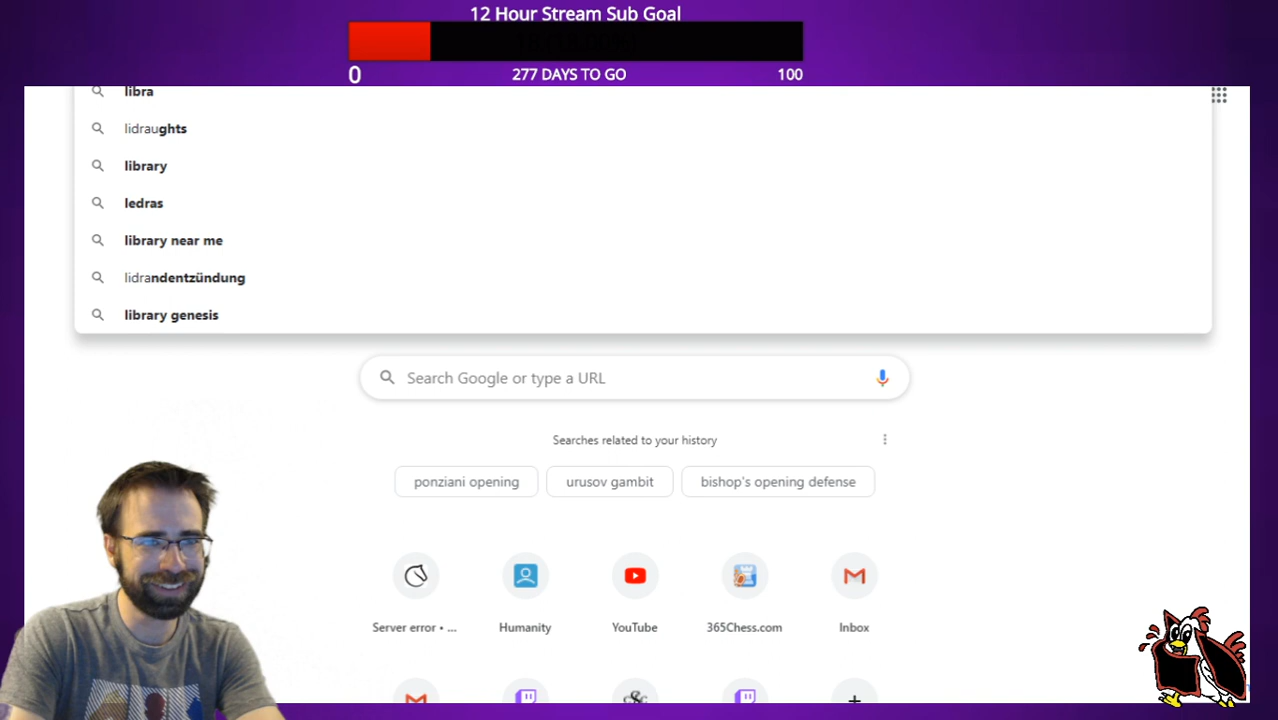 12 Hour Stream Sub Goal
0
277 DAYS TO GO
100
libra
lidraughts
library
ledras
library near me
lidrandentzündung
library genesis
Search Google or type a URL
Searches related to your history
ponziani opening
urusov gambit
bishop's opening defense
Server error • ...
Humanity
YouTube
365Chess.com
Inbox